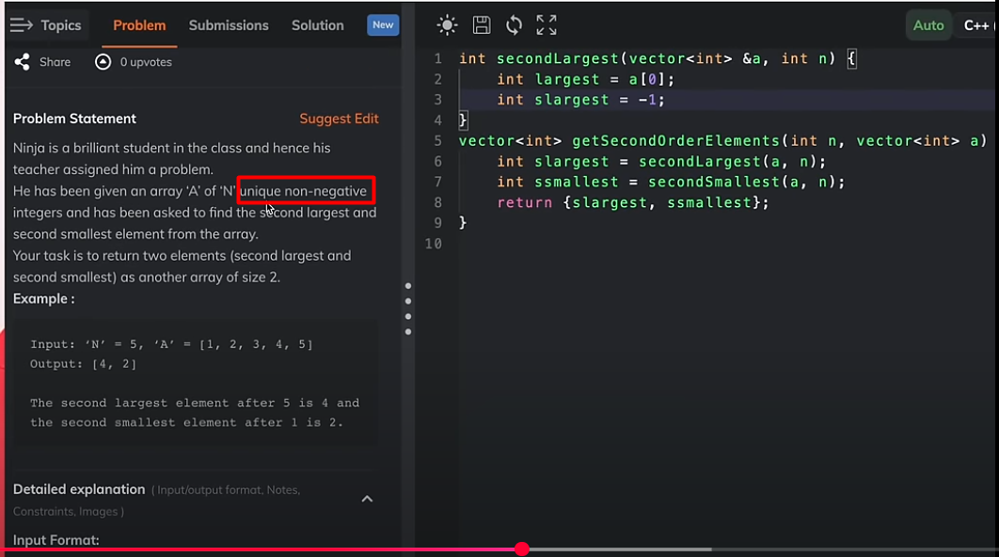 Topics Problem Submissions Solution New
Auto C++
Share 0 upvotes
Problem Statement Suggest Edit
Ninja is a brilliant student in the class and hence his
teacher assigned him a problem.
He has been given an array ‘A’ of ‘N’ unique non-negative
integers and has been asked to find the second largest and
second smallest element from the array.
Your task is to return two elements (second largest and
second smallest) as another array of size 2.
Example :
Input: ‘N’ = 5, ‘A’ = [1, 2, 3, 4, 5]
Output: [4, 2]
The second largest element after 5 is 4 and
the second smallest element after 1 is 2.
Detailed explanation ( Input/output format, Notes,
Constraints, Images )
Input Format:
1 int secondLargest(vector<int> &a, int n) {
2 int largest = a[0];
3 int slargest = -1;
4 }
5 vector<int> getSecondOrderElements(int n, vector<int> a)
6 int slargest = secondLargest(a, n);
7 int ssmallest = secondSmallest(a, n);
8 return {slargest, ssmallest};
9 }
10